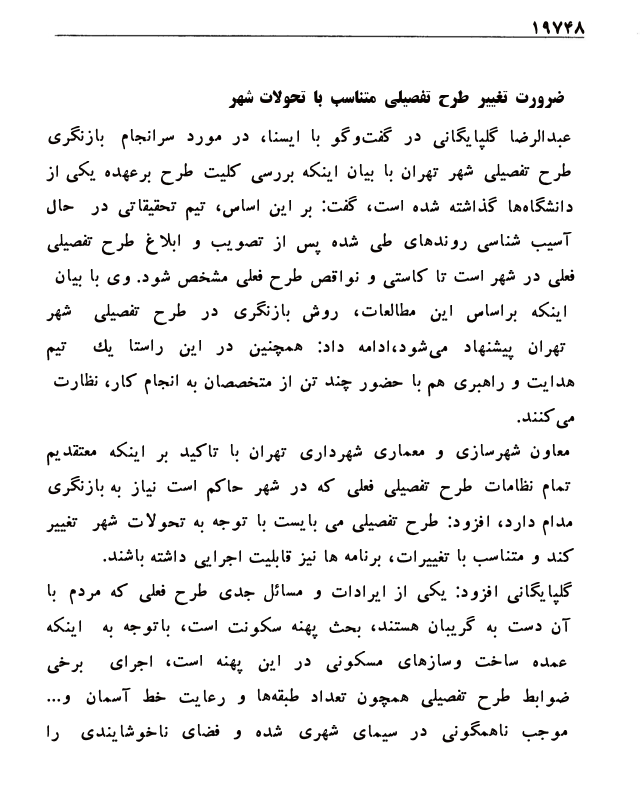 ۱۹۷۴۸
ضرورت تغییر طرح تفصیلی متناسب با تحولات شهر
عبدالرضا گلپایگانی در گفت‌وگو با ایسنا، در مورد سرانجام بازنگری
طرح تفصیلی شهر تهران با بیان اینکه بررسی کلیت طرح برعهده یکی از
دانشگاه‌ها گذاشته شده است، گفت: بر این اساس، تیم تحقیقاتی در حال
آسیب شناسی روندهای طی شده پس از تصویب و ابلاغ طرح تفصیلی
فعلی در شهر است تا کاستی و نواقص طرح فعلی مشخص شود. وی با بیان
اینکه براساس این مطالعات، روش بازنگری در طرح تفصیلی شهر
تهران پیشنهاد می‌شود،ادامه داد: همچنین در این راستا یك تیم
هدایت و راهبری هم با حضور چند تن از متخصصان به انجام کار، نظارت
می‌کنند.
معاون شهرسازی و معماری شهرداری تهران با تاکید بر اینکه معتقدیم
تمام نظامات طرح تفصیلی فعلی که در شهر حاکم است نیاز به بازنگری
مدام دارد، افزود: طرح تفصیلی می بایست با توجه به تحولات شهر تغییر
کند و متناسب با تغییرات، برنامه ها نیز قابلیت اجرایی داشته باشند.
گلپایگانی افزود: یکی از ایرادات و مسائل جدی طرح فعلی که مردم با
آن دست به گریبان هستند، بحث پهنه سکونت است، باتوجه به اینکه
عمده ساخت وسازهای مسکونی در این پهنه است، اجرای برخی
ضوابط طرح تفصیلی همچون تعداد طبقه‌ها و رعایت خط آسمان و...
موجب ناهمگونی در سیمای شهری شده و فضای ناخوشایندی را